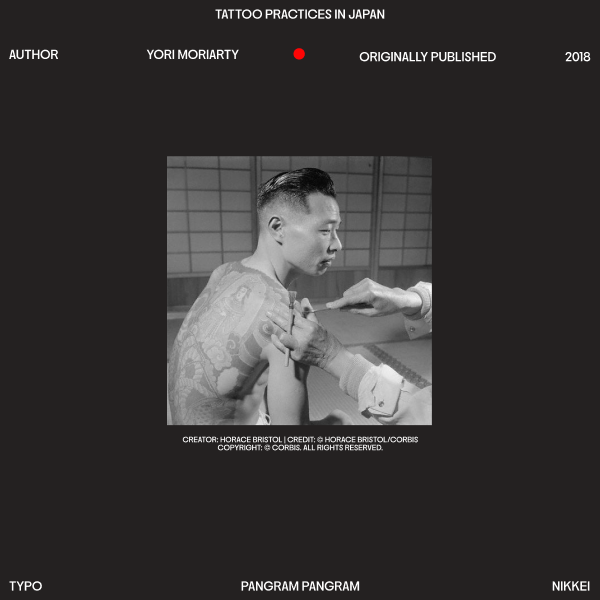 TATTOO PRACTICES IN JAPAN
AUTHOR YORI MORIARTY ORIGINALLY PUBLISHED 2018
CREATOR: HORACE BRISTOL | CREDIT: © HORACE BRISTOL/CORBIS
COPYRIGHT: © CORBIS. ALL RIGHTS RESERVED.
TYPO PANGRAM PANGRAM NIKKEI